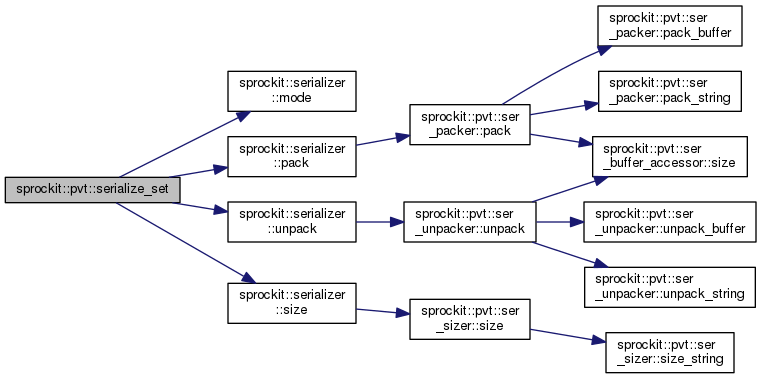 sprockit::pvt::serialize_set
sprockit::serializer
::mode
sprockit::serializer
::pack
sprockit::serializer
::unpack
sprockit::serializer
::size
sprockit::pvt::ser
_packer::pack
sprockit::pvt::ser
_unpacker::unpack
sprockit::pvt::ser
_sizer::size
sprockit::pvt::ser
_packer::pack_buffer
sprockit::pvt::ser
_packer::pack_string
sprockit::pvt::ser
_buffer_accessor::size
sprockit::pvt::ser
_unpacker::unpack_buffer
sprockit::pvt::ser
_unpacker::unpack_string
sprockit::pvt::ser
_sizer::size_string